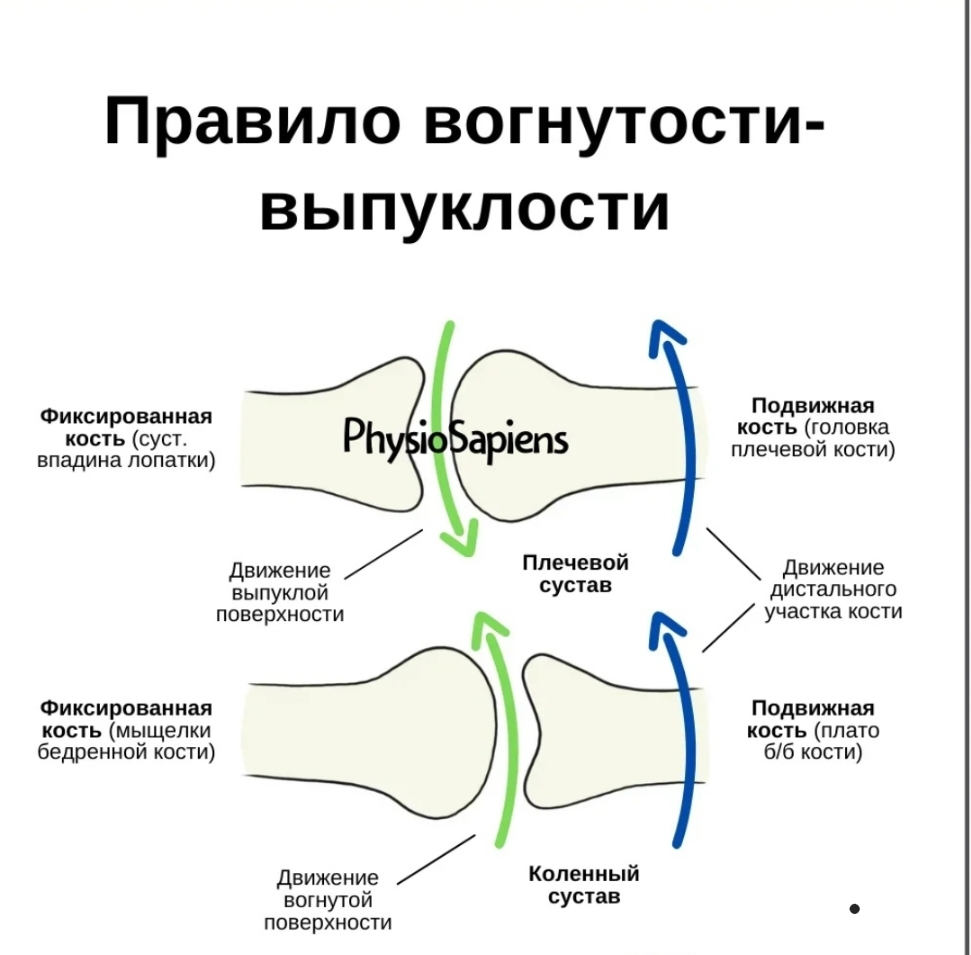 Правило вогнутости-
выпуклости
Фиксированная
кость (суст.
впадина лопатки)
PhysioSapiens
Подвижная
кость (головка
плечевой кости)
Движение
выпуклой
поверхности
Плечевой
сустав
Движение
дистального
участка кости
Фиксированная
кость (мыщелки
бедренной кости)
Подвижная
кость (плато
б/б кости)
Движение
вогнутой
поверхности
Коленный
сустав